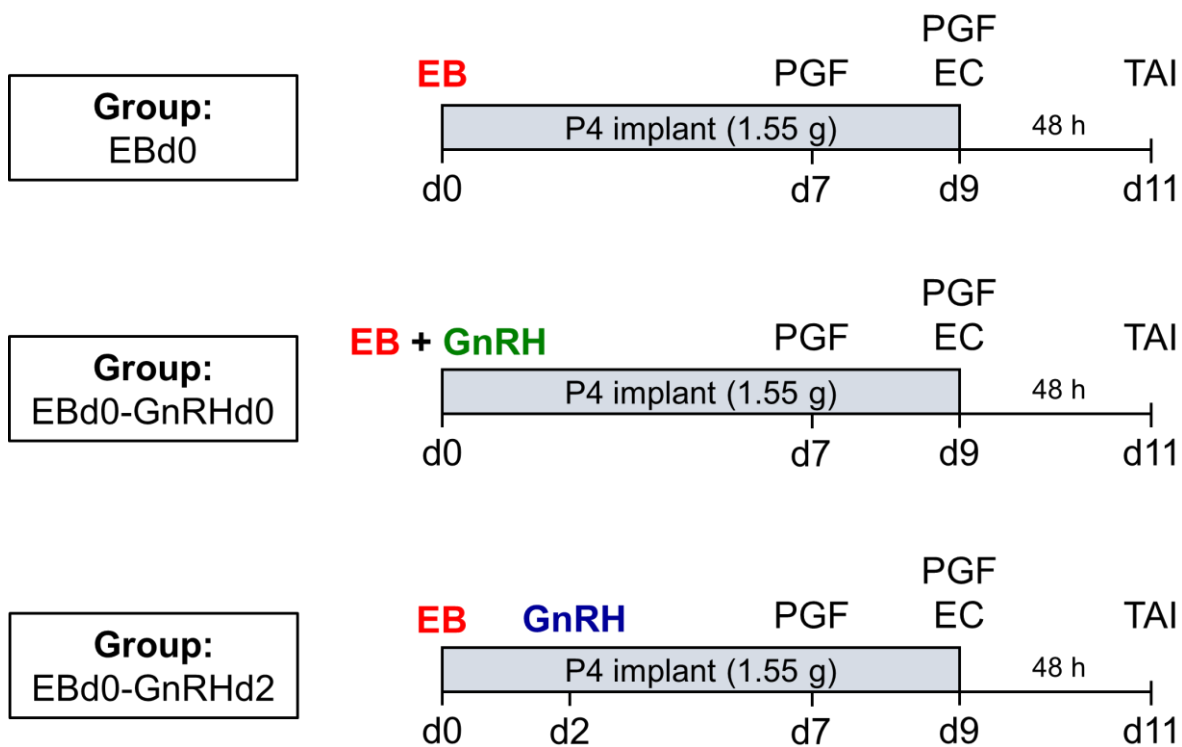 PGF
EB PGF EC TAI
Group:
EBd0
P4 implant (1.55 g) 48 h
d0 d7 d9 d11
PGF
EB + GnRH PGF EC TAI
Group:
EBd0-GnRHd0
P4 implant (1.55 g) 48 h
d0 d7 d9 d11
PGF
EB GnRH PGF EC TAI
Group:
EBd0-GnRHd2
P4 implant (1.55 g) 48 h
d0 d2 d7 d9 d11